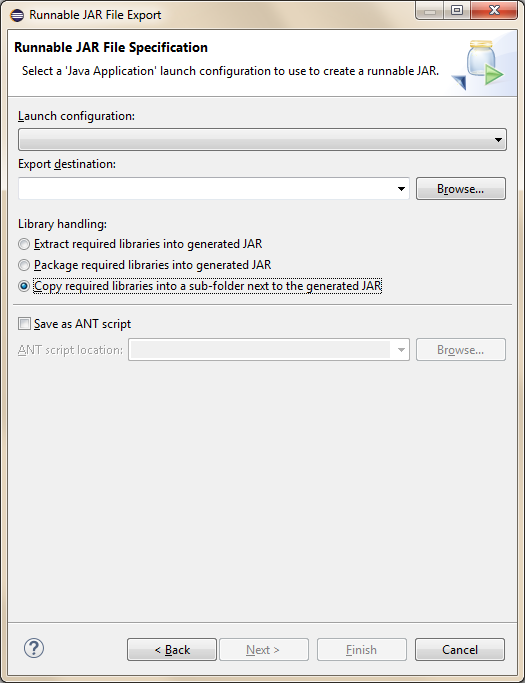 Runnable JAR File Export
Runnable JAR File Specification
Select a 'Java Application' launch configuration to use to create a runnable JAR.
Launch configuration:
Export destination:
Browse...
Library handling:
Extract required libraries into generated JAR
Package required libraries into generated JAR
Copy required libraries into a sub-folder next to the generated JAR
Save as ANT script
ANT script location:
Browse...
?
< Back
Next >
Finish
Cancel